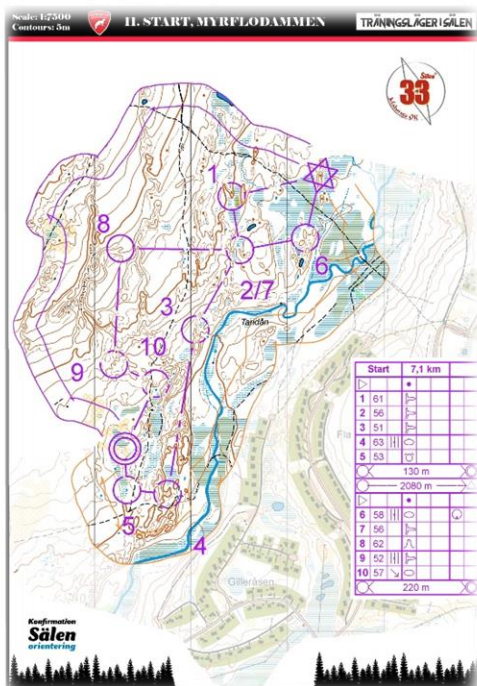 Scale: 1:7500
Contours: 5m
II. START, MYRFLODAMMEN
TRÄNINGSLÄGER I SÄLEN
Sälen
33
1
8
2/7
6
3
Tandån
10
9
5
4
Gilleråsen
Start 7,1 km
1 61
2 56
3 51
4 63
5 53
130 m
2080 m
6 58
7 56
8 62
9 52
10 57
220 m
Konfirmation
Sälen
orientering